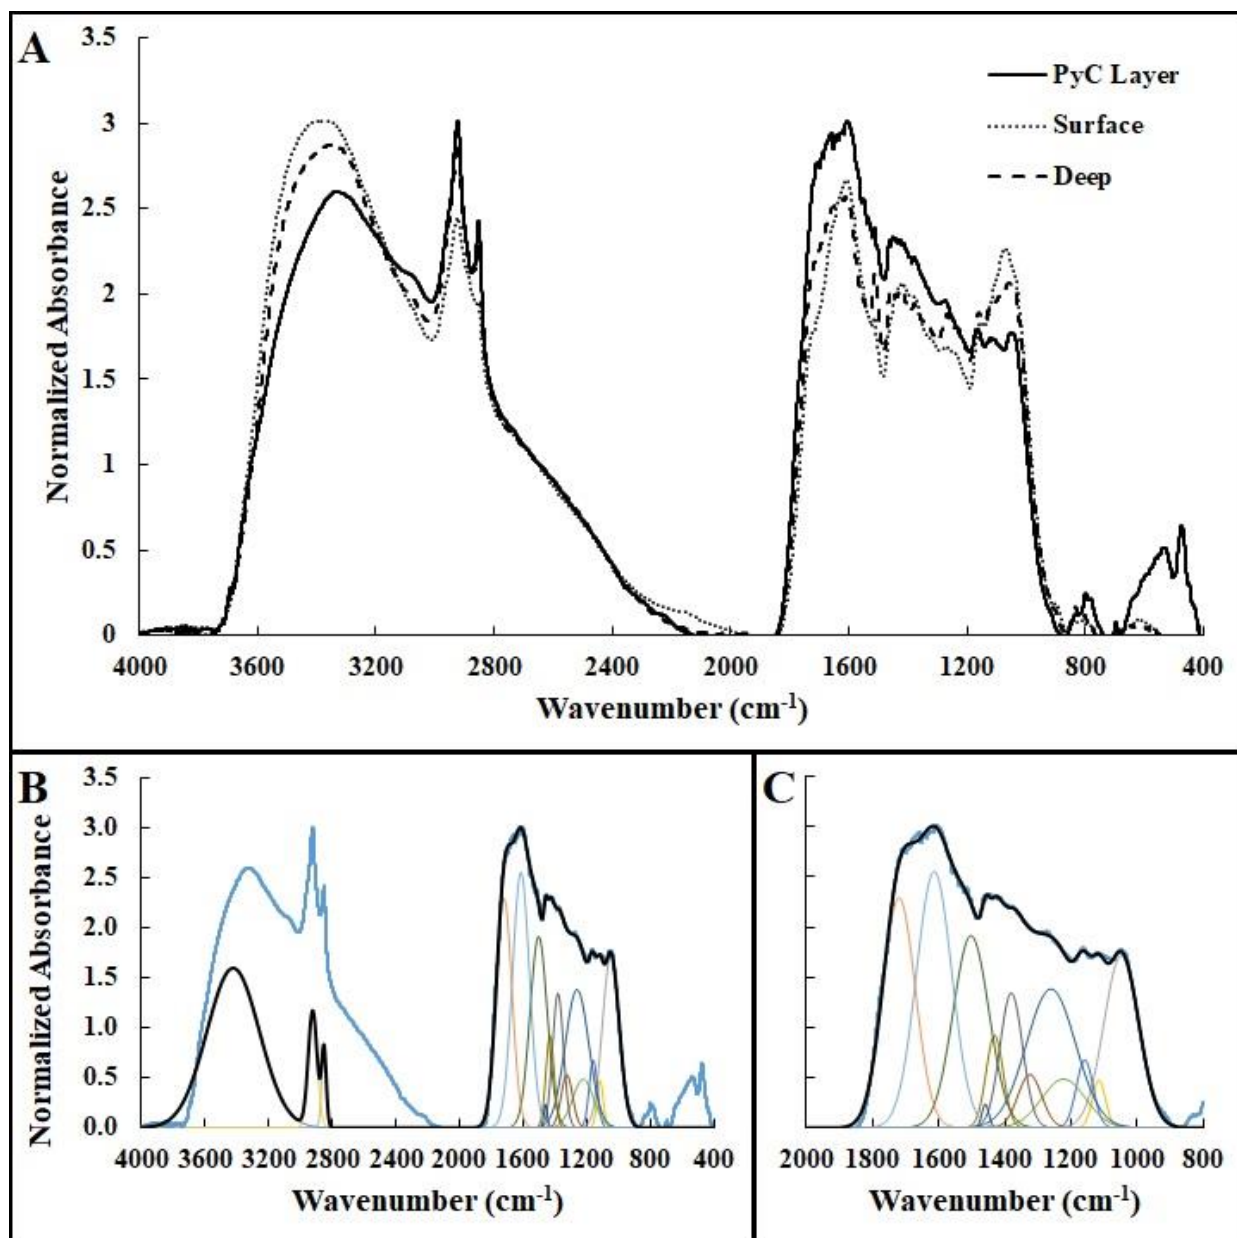 A
3.5
3
2.5
2
1.5
1
0.5
0
Normalized Absorbance
PyC Layer
Surface
Deep
4000 3600 3200 2800 2400 2000 1600 1200 800 400
Wavenumber (cm-1)
B
3.5
3.0
2.5
2.0
1.5
1.0
0.5
0.0
Normalized Absorbance
4000 3600 3200 2800 2400 2000 1600 1200 800 400
Wavenumber (cm-1)
C
2000 1800 1600 1400 1200 1000 800
Wavenumber (cm-1)